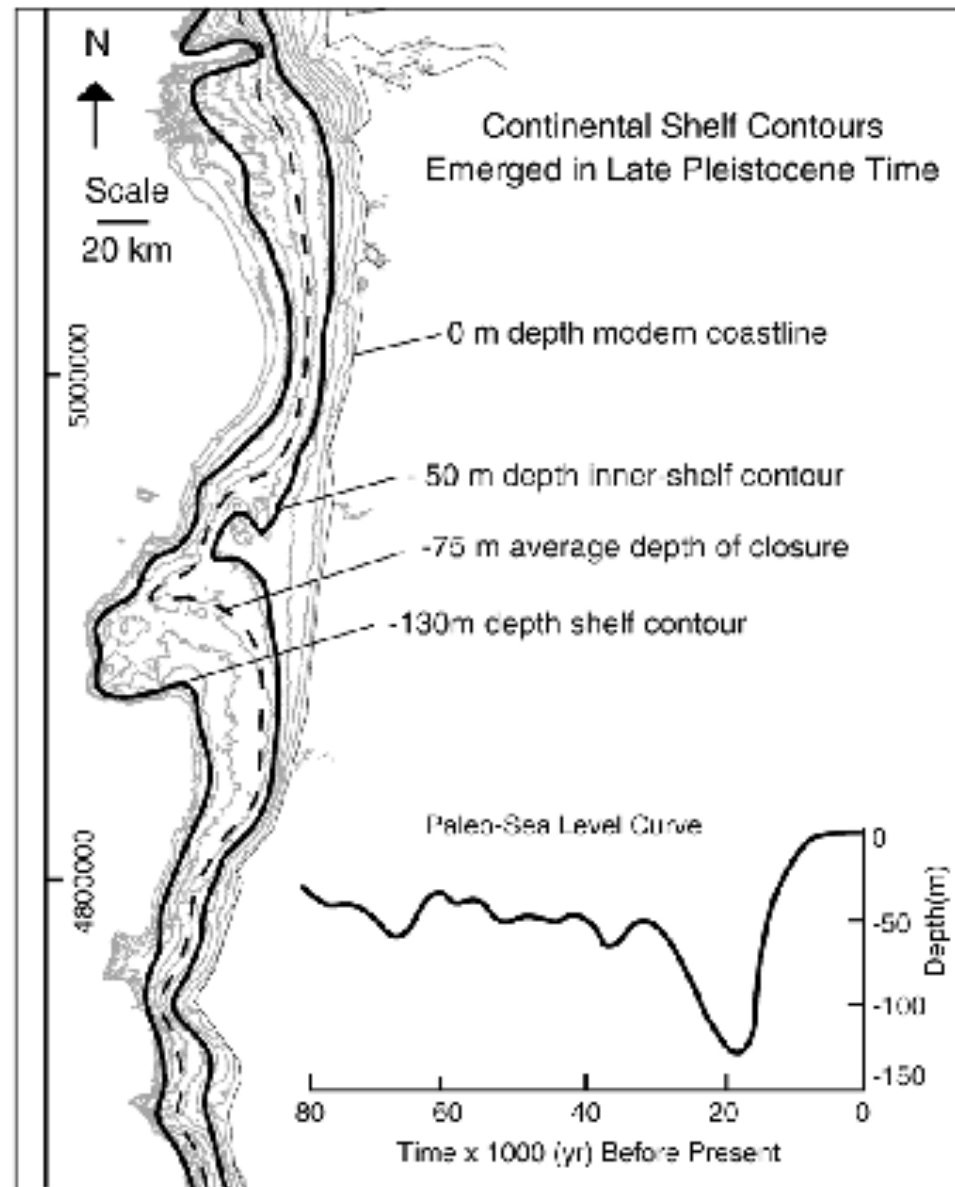 N
Scale
20 km
Continental Shelf Contours
Emerged in Late Pleistocene Time
5000000
0 m depth modern coastline
- 50 m depth inner-shelf contour
-75 m average depth of closure
-130m depth shelf contour
4800000
Paleo-Sea Level Curve
0
-50
-100
-150
Depth(m)
80 60 40 20 0
Time x 1000 (yr) Before Present